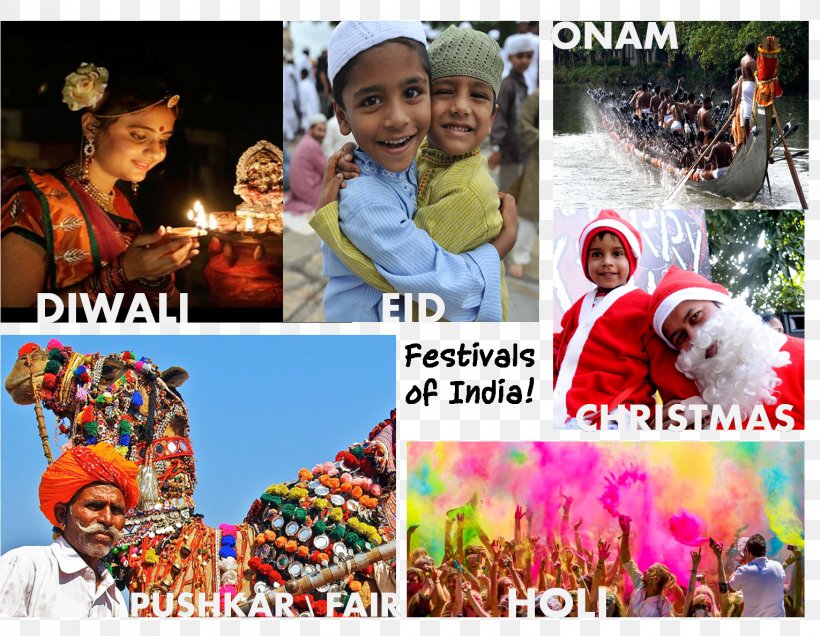 ONAM
DIWALI
EID
Festivals
of India!
CHRISTMAS
PUSHKAR FAIR
HOLI